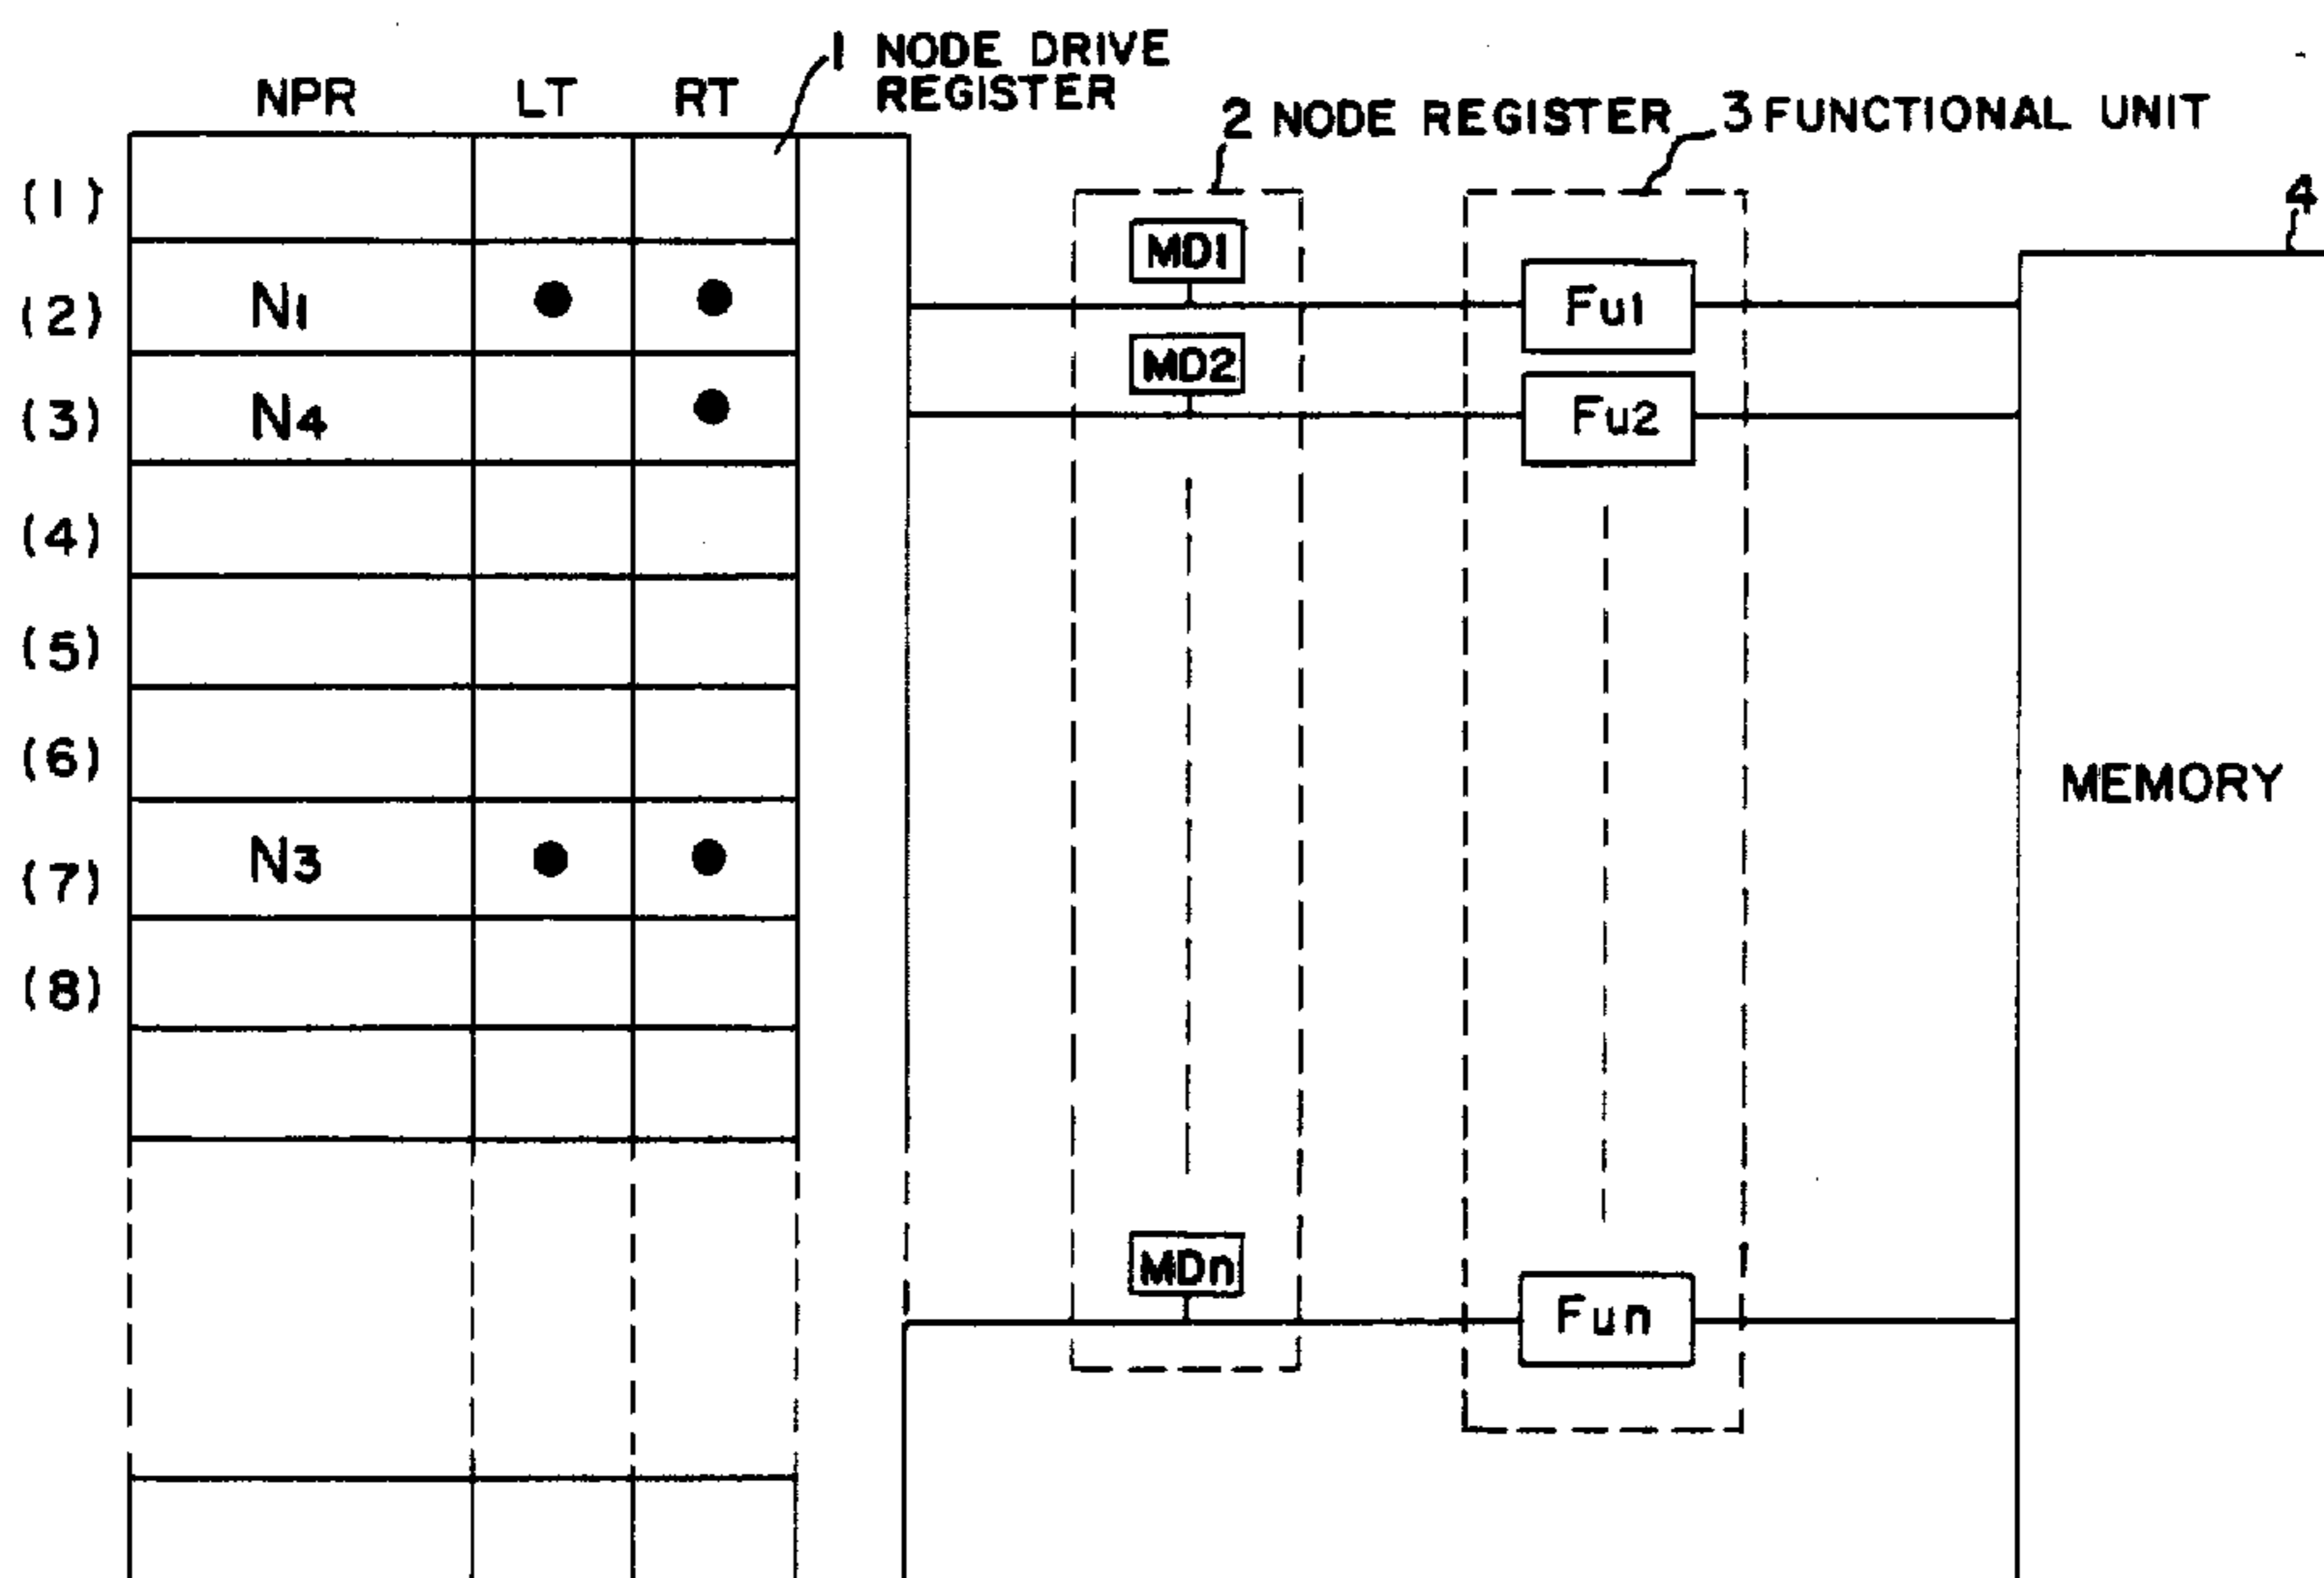 1 NODE DRIVE
REGISTER
NPR LT RT
2 NODE REGISTER
3 FUNCTIONAL UNIT
4
(1)
(2) N1 ● ●
(3) N4 ●
(4)
(5)
(6)
(7) N3 ● ●
(8)
MD1
Fu1
MD2
Fu2
MEMORY
MDn
Fun